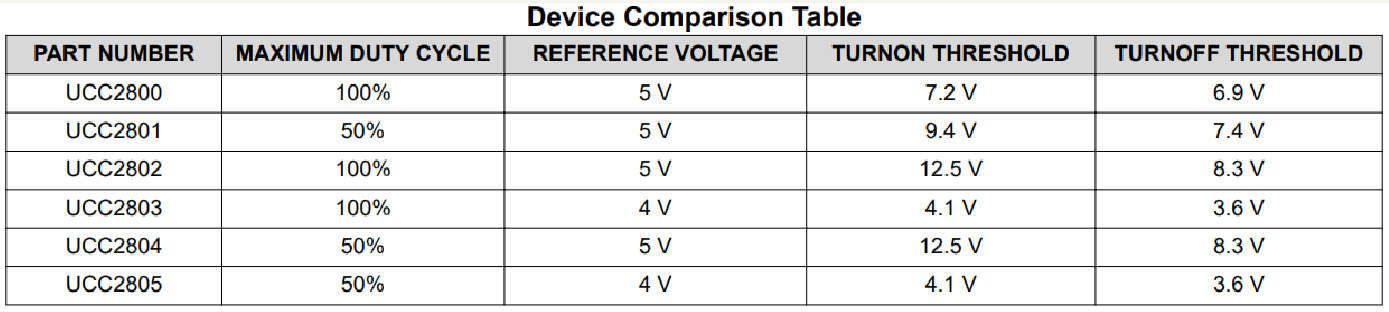 Device Comparison Table
PART NUMBER MAXIMUM DUTY CYCLE REFERENCE VOLTAGE TURNON THRESHOLD TURNOFF THRESHOLD
UCC2800 100% 5 V 7.2 V 6.9 V
UCC2801 50% 5 V 9.4 V 7.4 V
UCC2802 100% 5 V 12.5 V 8.3 V
UCC2803 100% 4 V 4.1 V 3.6 V
UCC2804 50% 5 V 12.5 V 8.3 V
UCC2805 50% 4 V 4.1 V 3.6 V